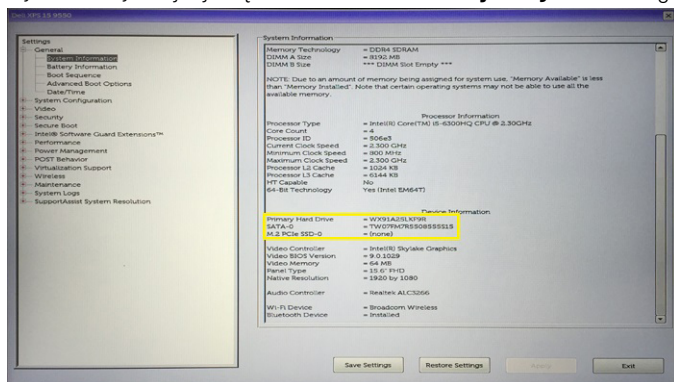 Dell XPS 15 9550
Settings
General
System Information
Battery Information
Boot Sequence
Advanced Boot Options
Date/Time
System Configuration
Video
Security
Secure Boot
Intel® Software Guard Extensions™
Performance
Power Management
POST Behavior
Virtualization Support
Wireless
Maintenance
System Logs
SupportAssist System Resolution
System Information
Memory Technology = DDR4 SDRAM
DIMM A Size = 8192 MB
DIMM B Size *** DIMM Slot Empty ***
NOTE: Due to an amount of memory being assigned for system use, "Memory Available" is less
than "Memory Installed". Note that certain operating systems may not be able to use all the
available memory.
Processor Information
Processor Type = Intel(R) Core(TM) i5-6300HQ CPU @ 2.30GHz
Core Count = 4
Processor ID = 506e3
Current Clock Speed = 2.300 GHz
Minimum Clock Speed = 800 MHz
Maximum Clock Speed = 2.300 GHz
Processor L2 Cache = 1024 KB
Processor L3 Cache = 6144 KB
HT Capable No
64-Bit Technology Yes (Intel EM64T)
Device Information
Primary Hard Drive
SATA-0
M.2 PCIe SSD-0 = (none)
Video Controller = Intel(R) Skylake Graphics
Video BIOS Version = 9.0.1029
Video Memory = 64 MB
Panel Type = 15.6" FHD
Native Resolution = 1920 by 1080
Audio Controller = Realtek ALC3266
Wi-Fi Device = Broadcom Wireless
Bluetooth Device = Installed
Save Settings
Restore Settings
Apply
Exit